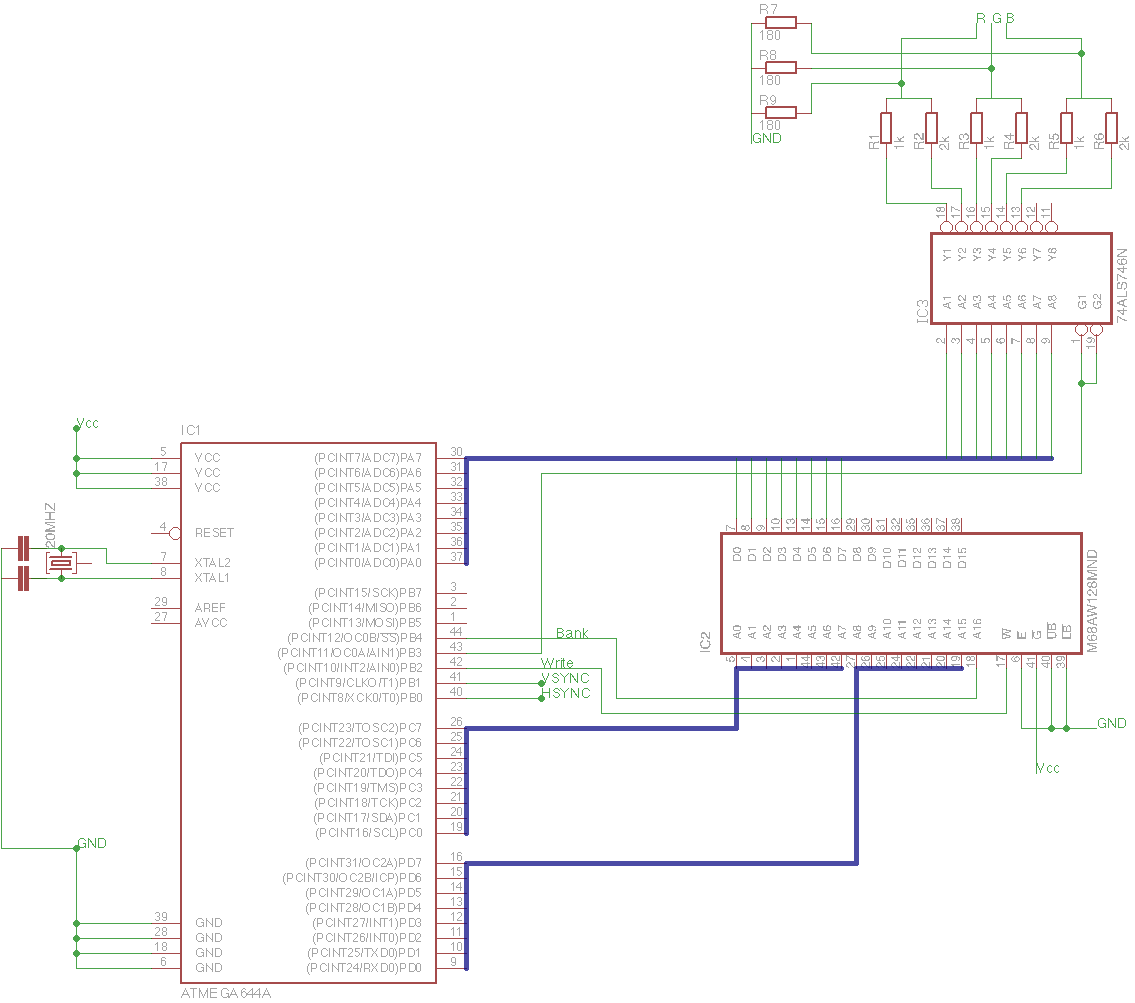 R7
180
R8
180
R9
180
GND
R G B
R1 1k
R2 2k
R3 1k
R4 2k
R5 1k
R6 2k
18 17 16 15 14 13 12 11
Y1 Y2 Y3 Y4 Y5 Y6 Y7 Y8
A1 A2 A3 A4 A5 A6 A7 A8 G1 G2
IC3
74ALS746N
2 3 4 5 6 7 8 9 1 19
Vcc
IC1
5 VCC (PCINT7/ADC7)PA7 30
17 VCC (PCINT6/ADC6)PA6 31
38 VCC (PCINT5/ADC5)PA5 32
(PCINT4/ADC4)PA4 33
(PCINT3/ADC3)PA3 34
4 RESET (PCINT2/ADC2)PA2 35
(PCINT1/ADC1)PA1 36
20MHZ
7 XTAL2 (PCINT0/ADC0)PA0 37
8 XTAL1
(PCINT15/SCK)PB7 3
29 AREF (PCINT14/MISO)PB6 2
27 AVCC (PCINT13/MOSI)PB5 1
(PCINT12/OC0B/SS)PB4 44
Bank
(PCINT11/OC0A/AIN1)PB3 43
(PCINT10/INT2/AIN0)PB2 42
Write
(PCINT9/CLKO/T1)PB1 41
VSYNC
(PCINT8/XCK0/T0)PB0 40
HSYNC
(PCINT23/TOSC2)PC7 26
(PCINT22/TOSC1)PC6 25
(PCINT21/TDI)PC5 24
(PCINT20/TDO)PC4 23
(PCINT19/TMS)PC3 22
(PCINT18/TCK)PC2 21
(PCINT17/SDA)PC1 20
(PCINT16/SCL)PC0 19
GND
(PCINT31/OC2A)PD7 16
(PCINT30/OC2B/ICP)PD6 15
(PCINT29/OC1A)PD5 14
(PCINT28/OC1B)PD4 13
39 GND (PCINT27/INT1)PD3 12
28 GND (PCINT26/INT0)PD2 11
18 GND (PCINT25/TXD0)PD1 10
6 GND (PCINT24/RXD0)PD0 9
ATMEGA644A
7 8 9 10 13 14 15 16 29 30 31 32 35 36 37 38
D0 D1 D2 D3 D4 D5 D6 D7 D8 D9 D10 D11 D12 D13 D14 D15
A0 A1 A2 A3 A4 A5 A6 A7 A8 A9 A10 A11 A12 A13 A14 A15 A16 W E G UB LB
IC2
M68AW128MND
5 4 3 2 1 44 43 42 27 26 25 24 23 22 21 20 19 18 17 6 41 40 39
GND
Vcc